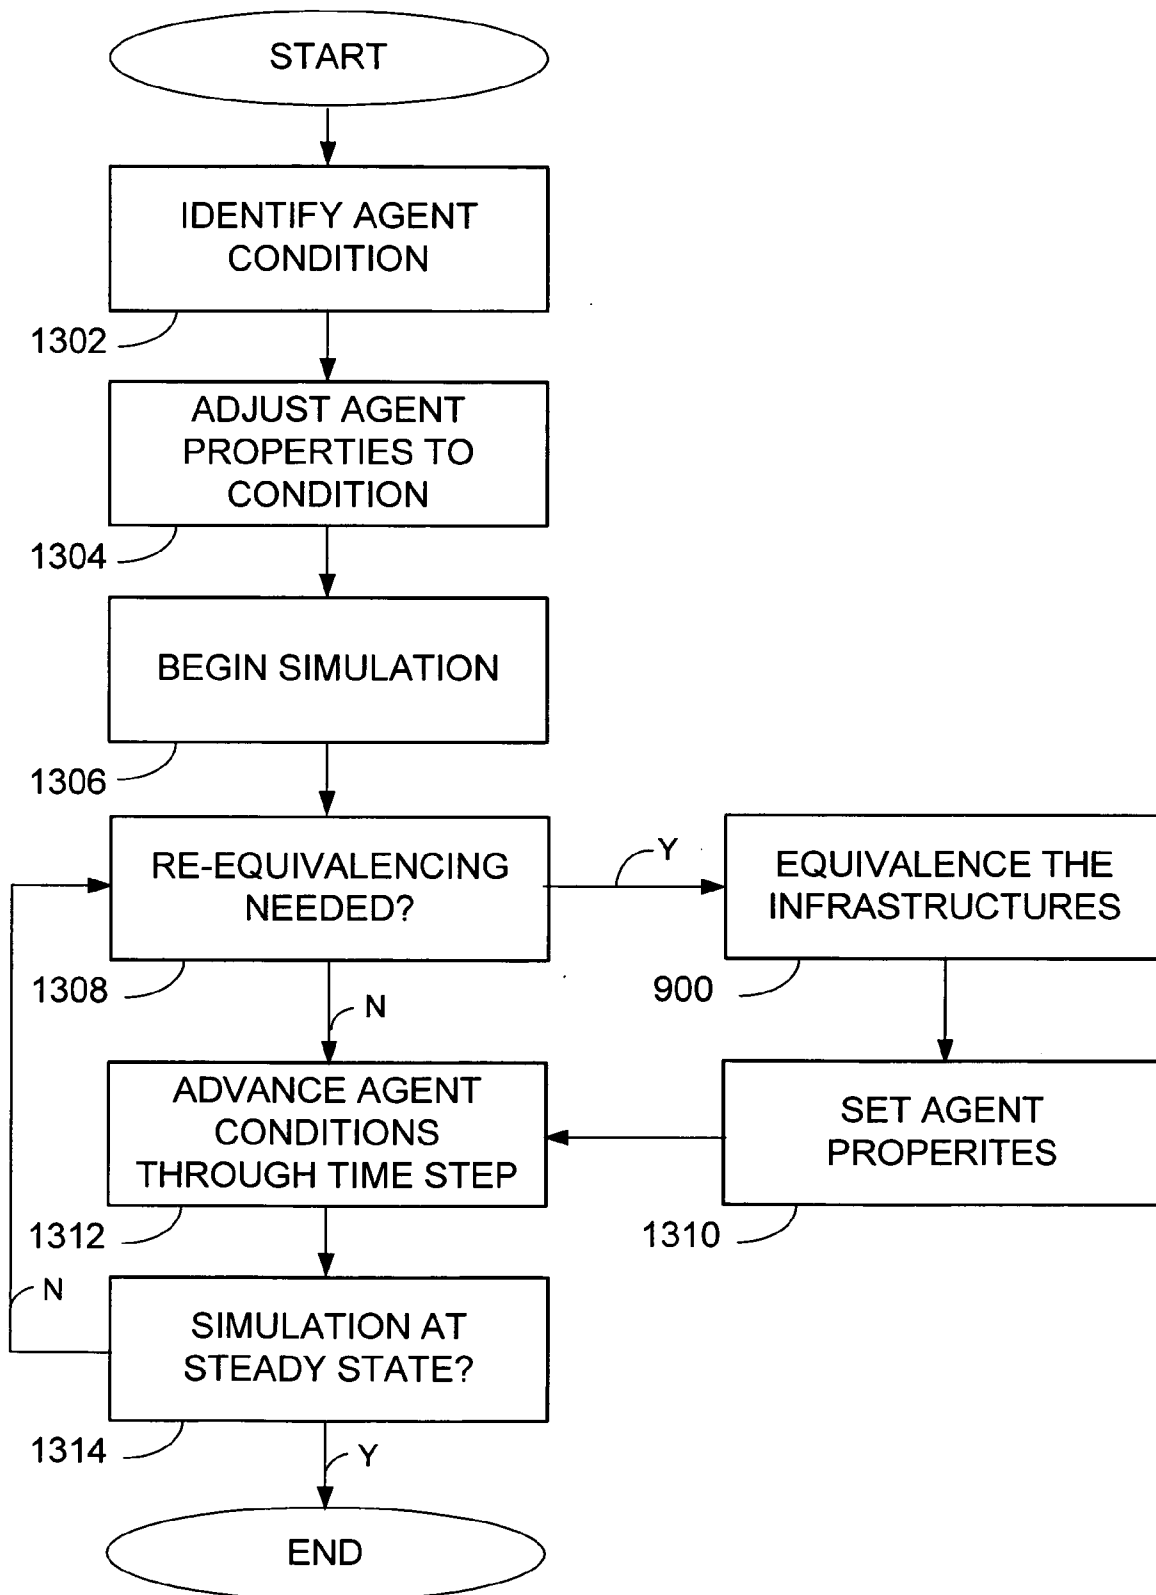 START
IDENTIFY AGENT
CONDITION
1302
ADJUST AGENT
PROPERTIES TO
CONDITION
1304
BEGIN SIMULATION
1306
RE-EQUIVALENCING
NEEDED?
1308
Y
EQUIVALENCE THE
INFRASTRUCTURES
900
N
ADVANCE AGENT
CONDITIONS
THROUGH TIME STEP
1312
SET AGENT
PROPERITES
1310
N
SIMULATION AT
STEADY STATE?
1314
Y
END